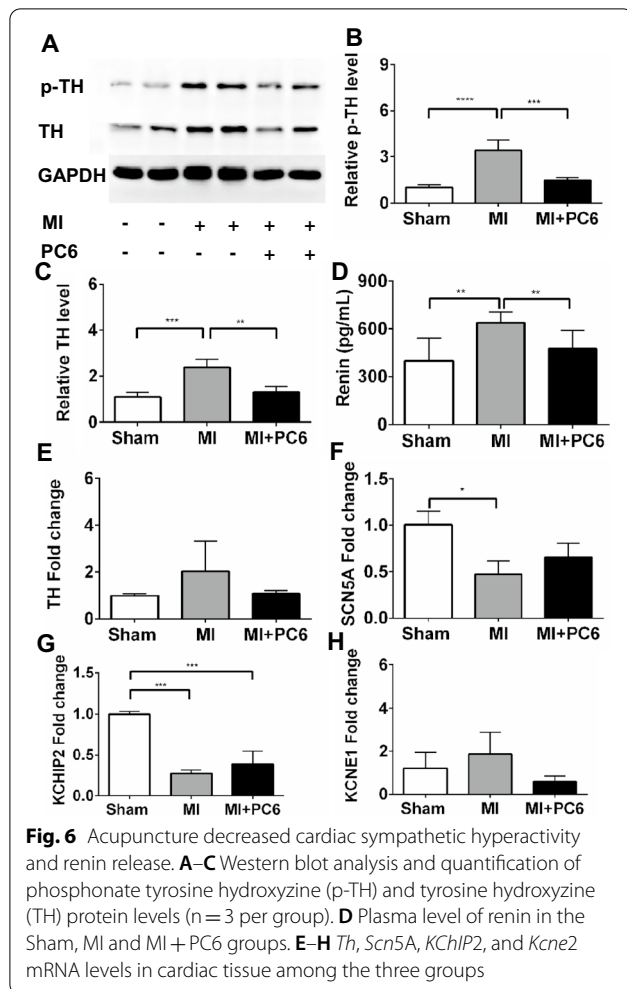 A
p-TH
TH
GAPDH
MI - - + + + +
PC6 - - - - + +
B
Relative p-TH level
9
6
3
0
****
***
Sham MI MI+PC6
C
Relative TH level
6
4
2
0
***
**
Sham MI MI+PC6
D
Renin (pg/mL)
900
600
300
0
**
**
Sham MI MI+PC6
E
TH Fold change
6
4
2
0
Sham MI MI+PC6
F
SCN5A Fold change
1.5
1.0
0.5
0.0
*
Sham MI MI+PC6
G
KCHIP2 Fold change
1.5
1.0
0.5
0.0
***
***
Sham MI MI+PC6
H
KCNE1 Fold change
6
4
2
0
Sham MI MI+PC6
Fig. 6 Acupuncture decreased cardiac sympathetic hyperactivity
and renin release. A–C Western blot analysis and quantification of
phosphonate tyrosine hydroxyzine (p-TH) and tyrosine hydroxyzine
(TH) protein levels (n = 3 per group). D Plasma level of renin in the
Sham, MI and MI + PC6 groups. E–H Th, Scn5A, KChIP2, and Kcne2
mRNA levels in cardiac tissue among the three groups